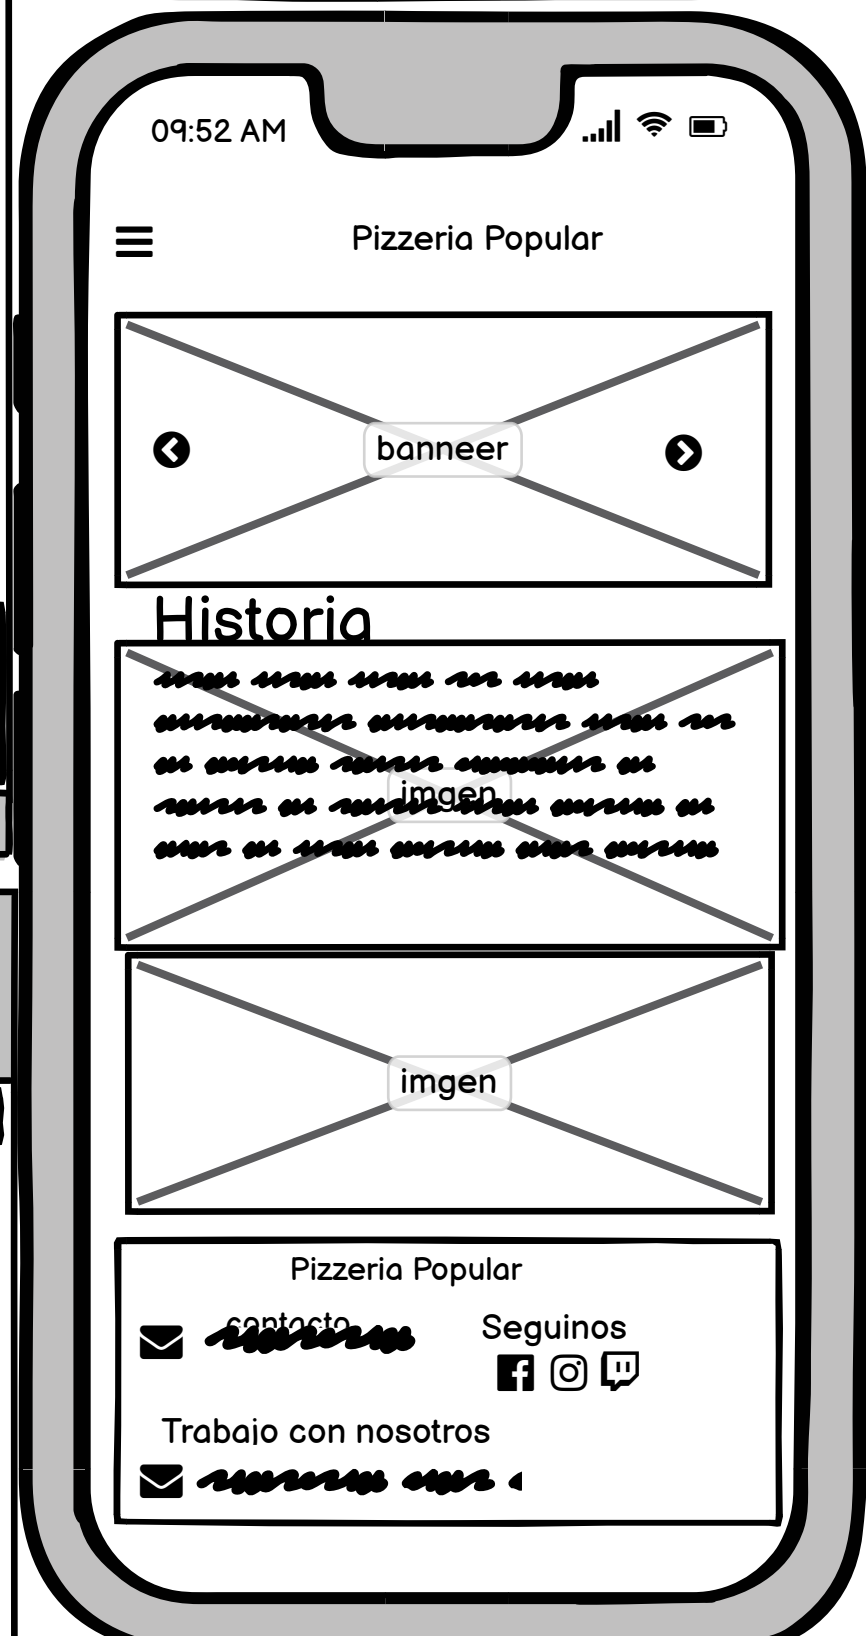 09:52 AM
Pizzeria Popular
banneer
Historia
imgen
imgen
Pizzeria Popular
contacto
Seguinos
Trabajo con nosotros